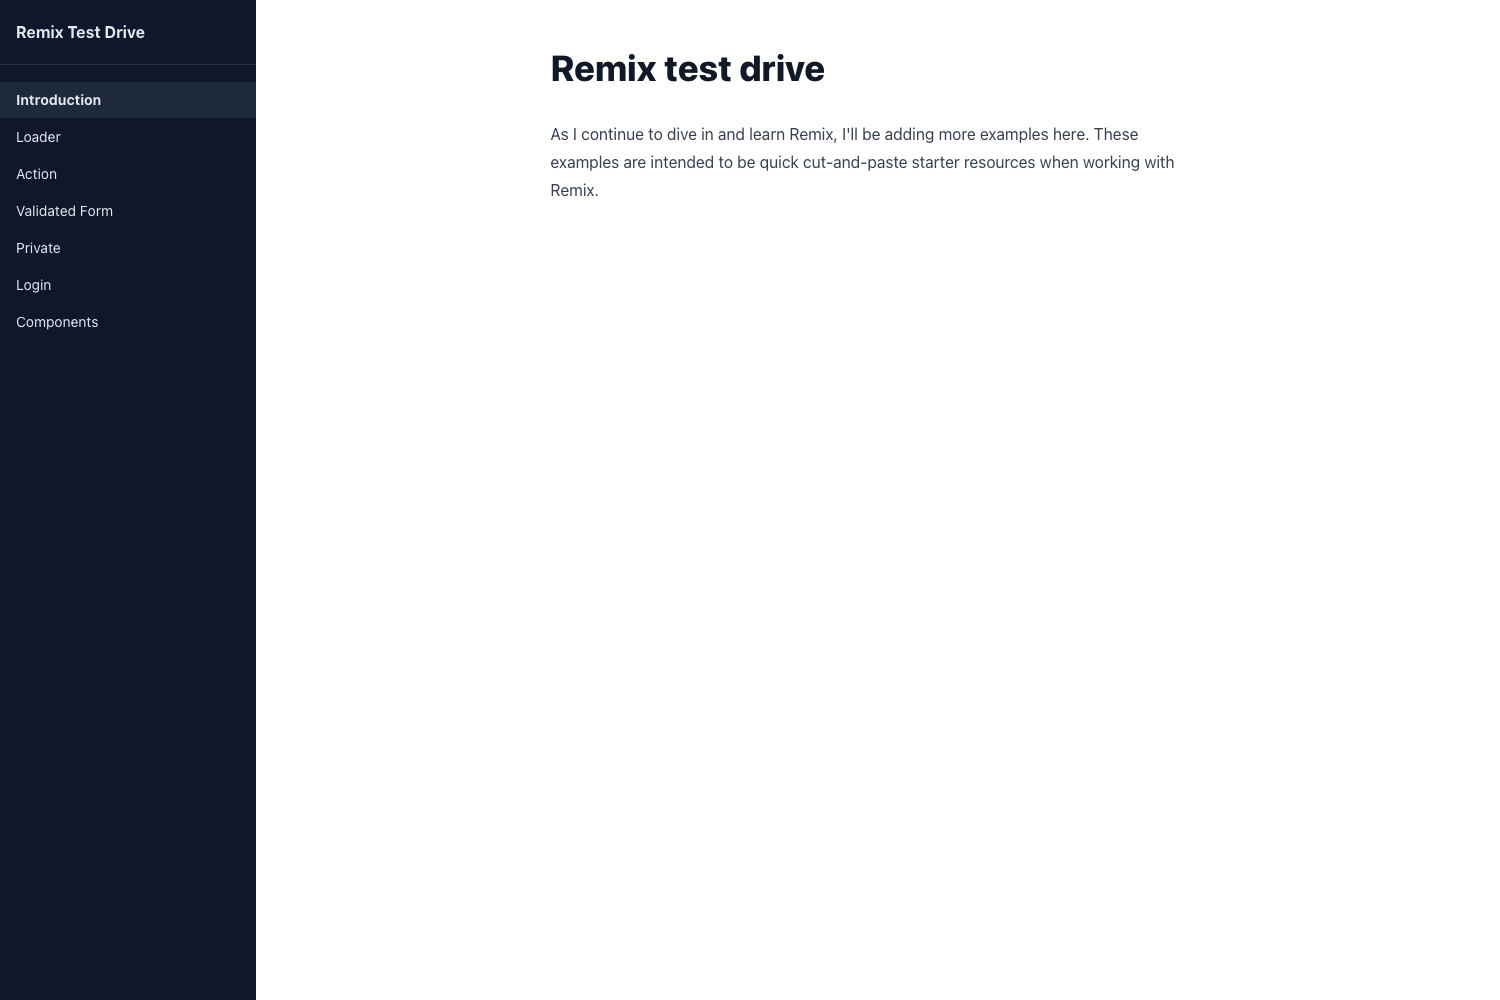 Remix Test Drive
Introduction
Loader
Action
Validated Form
Private
Login
Components
Remix test drive
As I continue to dive in and learn Remix, I'll be adding more examples here. These
examples are intended to be quick cut-and-paste starter resources when working with
Remix.